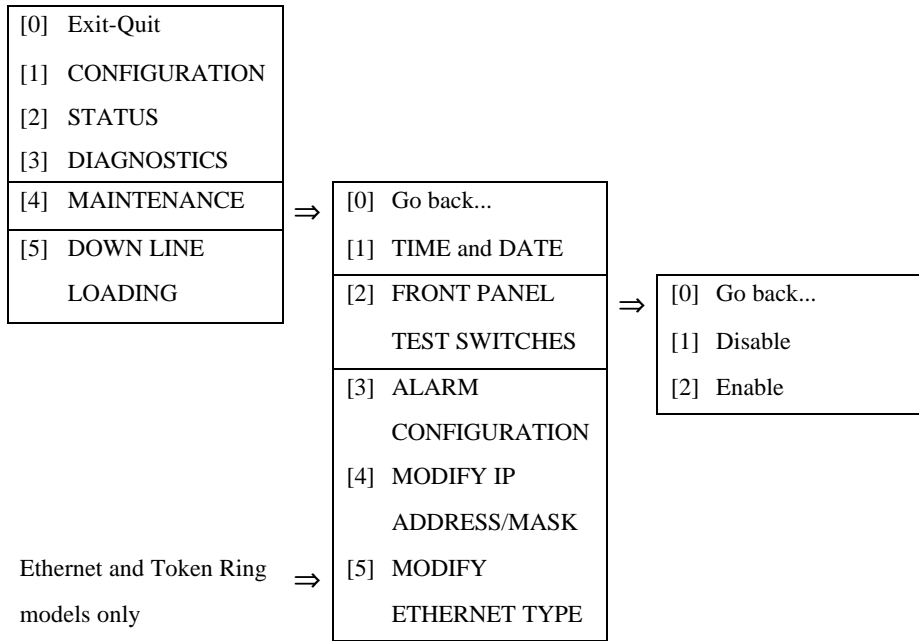 [0] Exit-Quit
[1] CONFIGURATION
[2] STATUS
[3] DIAGNOSTICS
[4] MAINTENANCE
[5] DOWN LINE
LOADING
⇒
[0] Go back...
[1] TIME and DATE
[2] FRONT PANEL
TEST SWITCHES
[3] ALARM
CONFIGURATION
[4] MODIFY IP
ADDRESS/MASK
[5] MODIFY
ETHERNET TYPE
⇒
[0] Go back...
[1] Disable
[2] Enable
Ethernet and Token Ring
models only
⇒